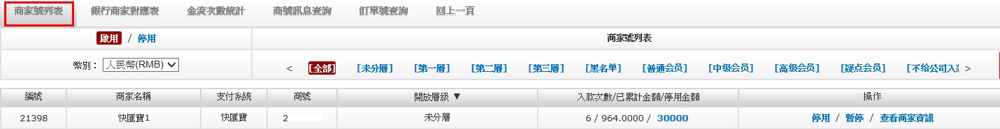 商家號列表 銀行商家對應表 金流次數統計 商號訊息查詢 訂單號查詢 回上一頁
啟用 / 停用 商家號列表
幣別： 人民幣(RMB) < [全部] [未分層] [第一層] [第二層] [第三層] [黑名单] [普通会员] [中级会员] [高级会员] [疑点会员] [不给公司入款 >
編號 商家名稱 支付系統 商號 開放層級 ▼ 入款次數/已累計金額/停用金額 操作
21398 快匯寶1 快匯寶 2 未分層 6 / 964.0000 / 30000 停用 / 暫停 / 查看商家資訊